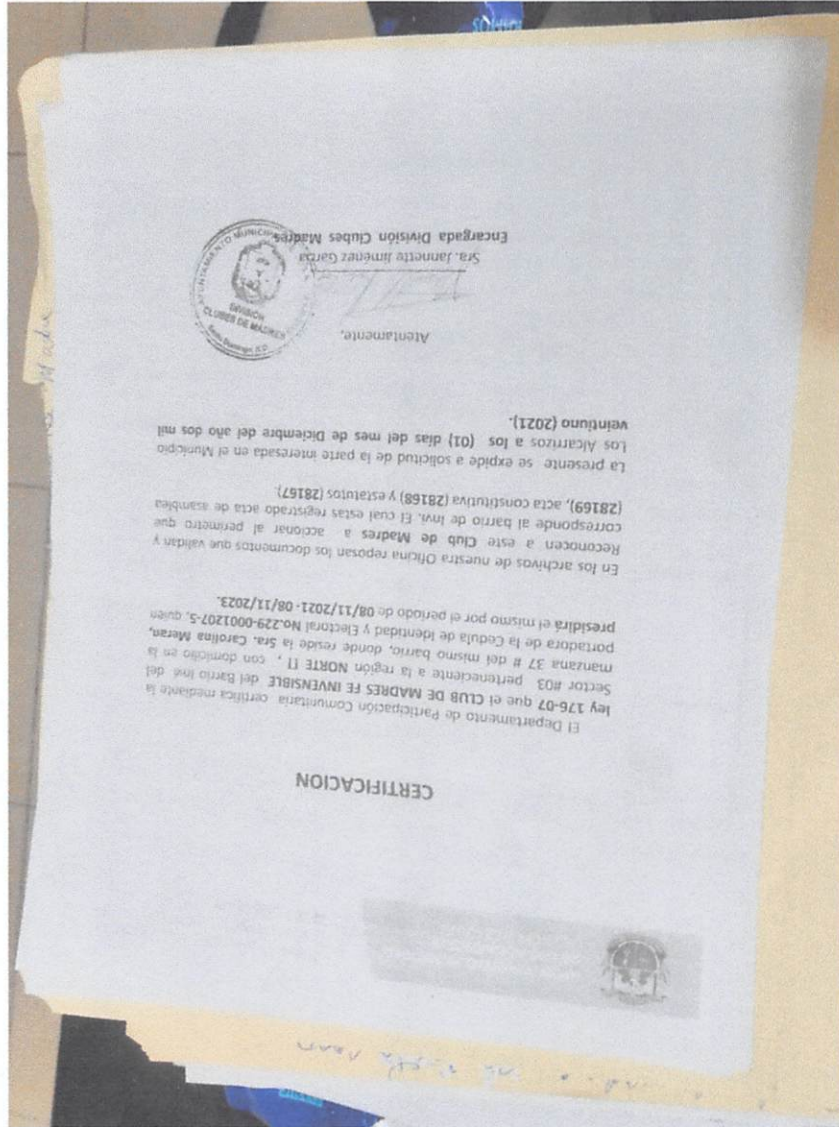 CERTIFICACION
El Departamento de Participación Comunitaria certifica mediante la
ley 176-07 que el CLUB DE MADRES FE INVENSIBLE del Barrio Invi del
Sector #03 perteneciente a la región NORTE II , con domicilio en la
manzana 37 # del mismo barrio, donde reside la Sra. Carolina Meran,
portadora de la Cedula de Identidad y Electoral No.229-0001207-5, quien
presidirá el mismo por el periodo de 08/11/2021- 08/11/2023.
En los archivos de nuestra Oficina reposan los documentos que validan y
Reconocen a este Club de Madres a accionar al perímetro que
corresponde al barrio de Invi. El cual estas registrado acta de asamblea
(28169), acta constitutiva (28168) y estatutos (28167).
La presente se expide a solicitud de la parte interesada en el Municipio
Los Alcarrizos a los (01) días del mes de Diciembre del año dos mil
veintiuno (2021).
Atentamente,
Sra. Jannette Jiménez Garcia
Encargada División Clubes Madres
AYUNTAMIENTO MUNICIPAL
DIVISION
CLUBES DE MADRES
Santo Domingo